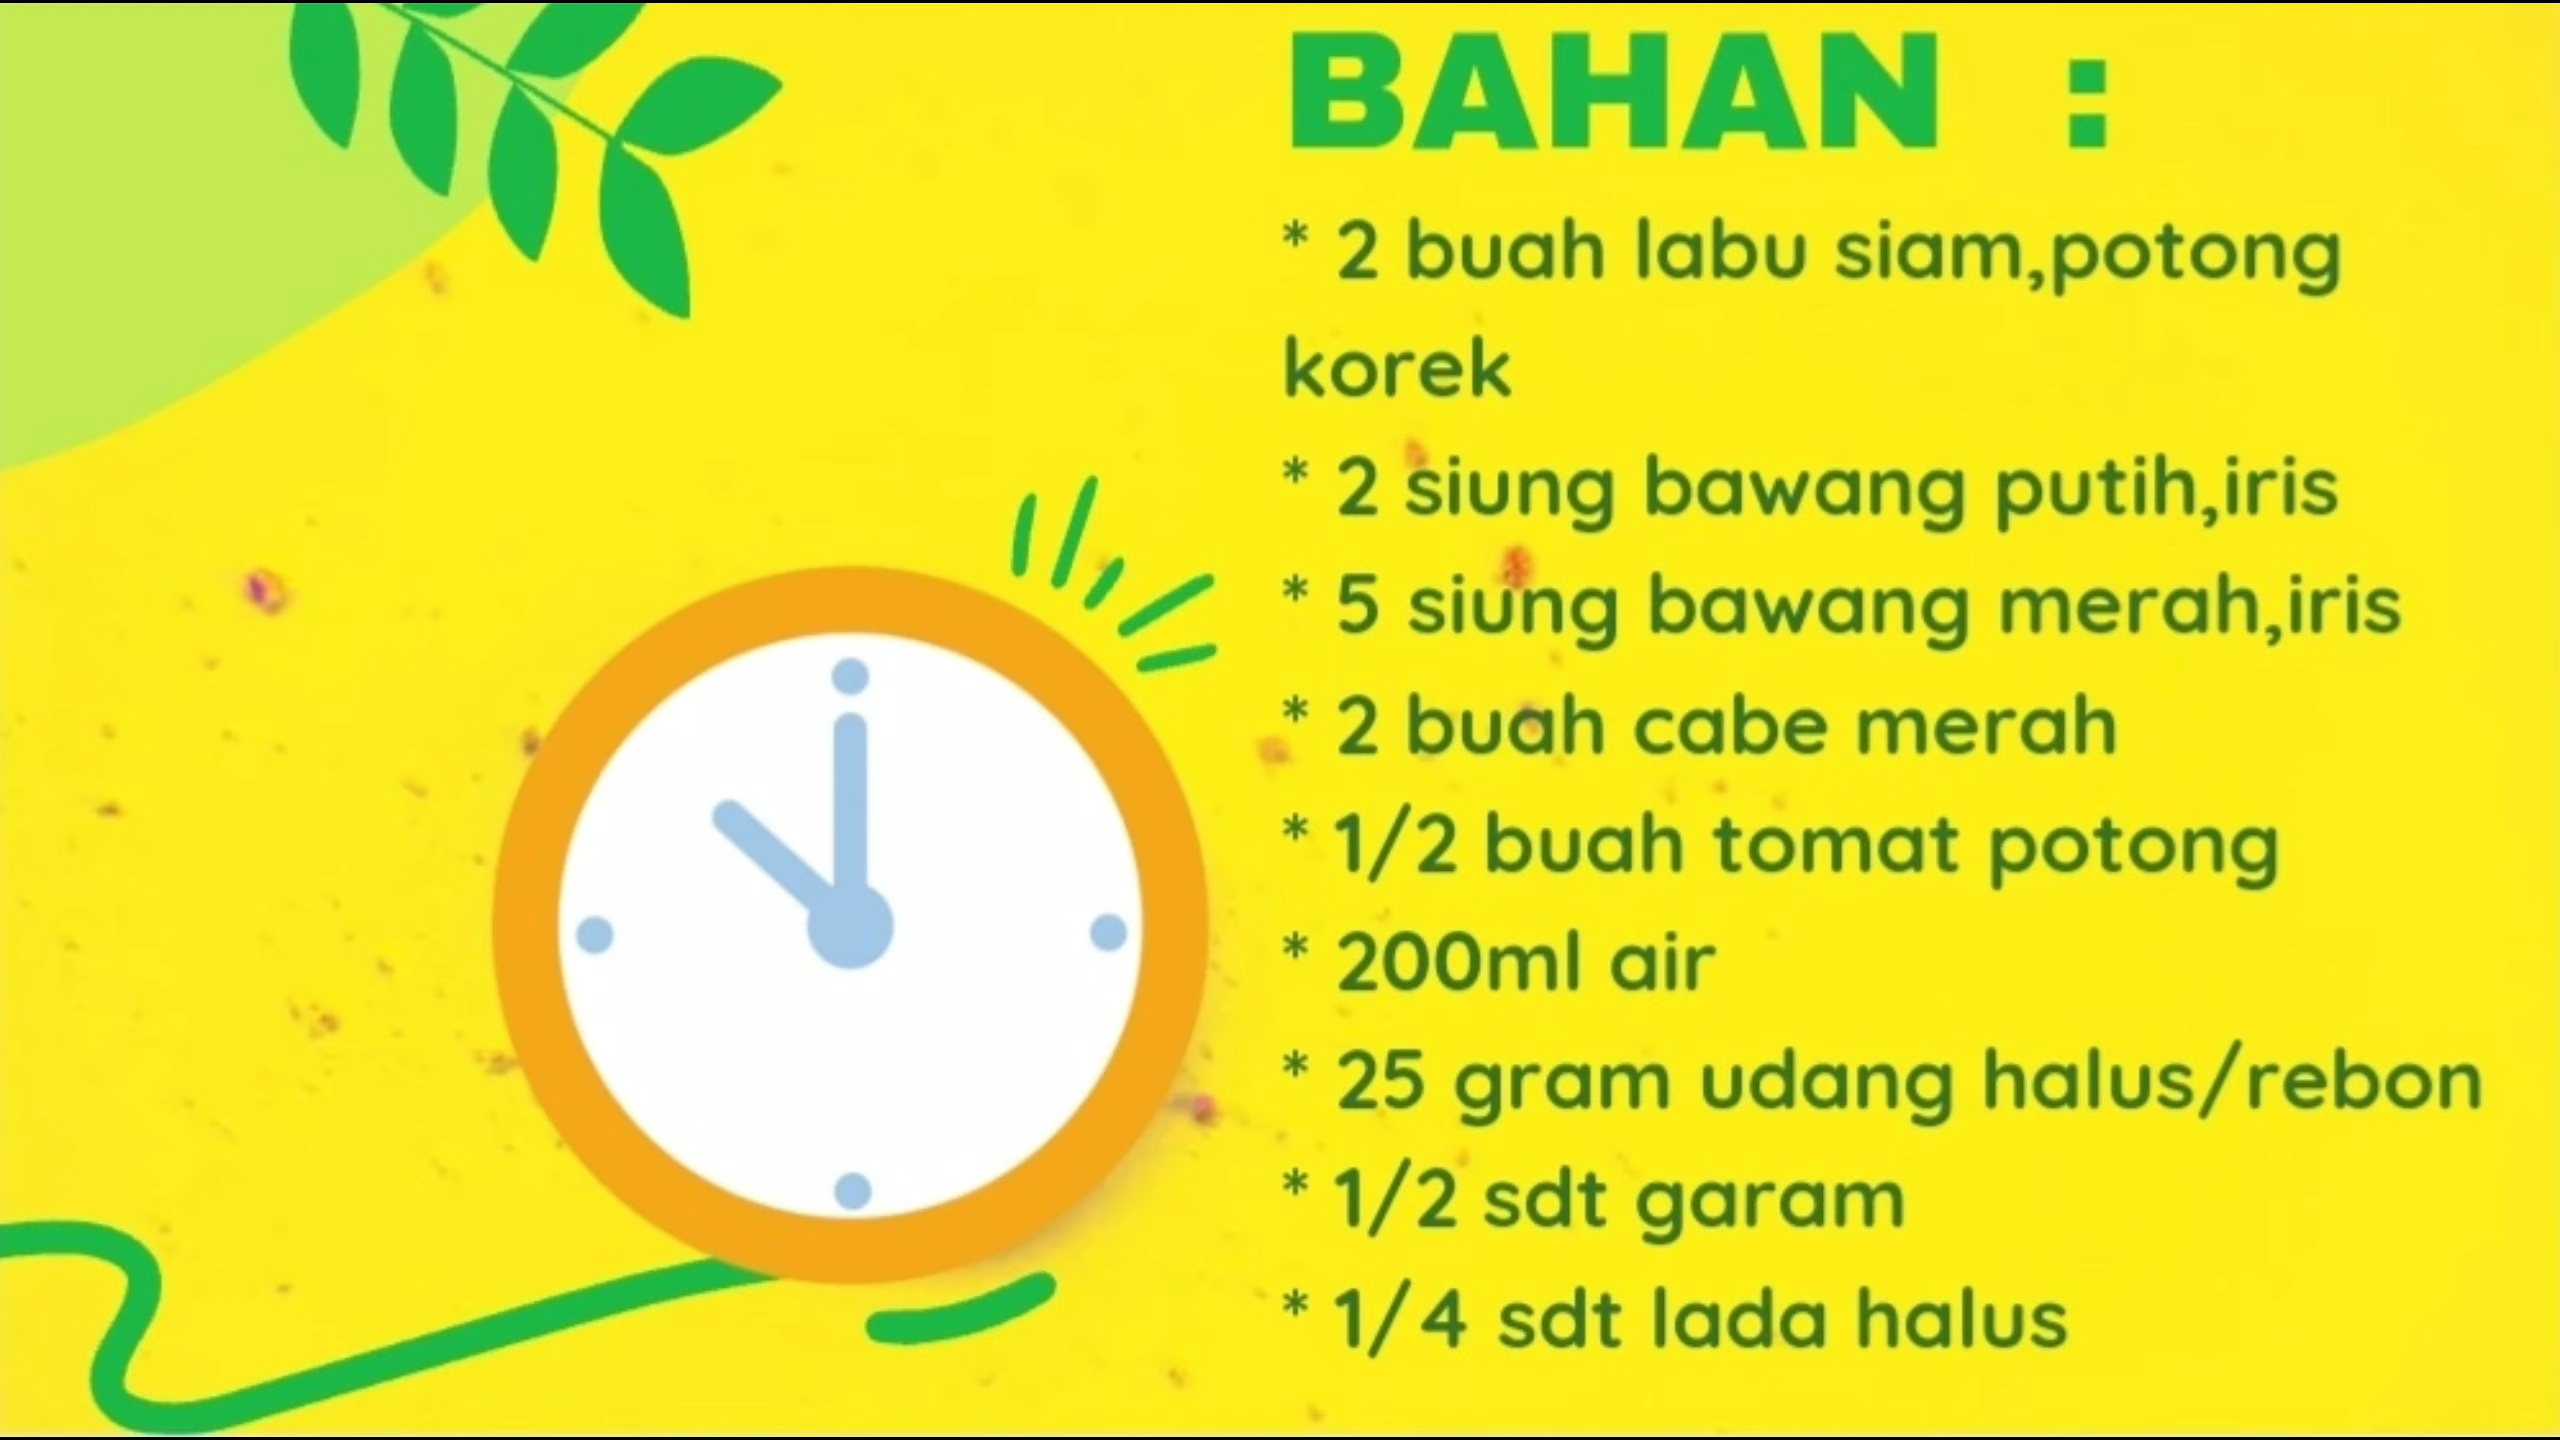 BAHAN :
* 2 buah labu siam,potong
korek
* 2 siung bawang putih,iris
* 5 siung bawang merah,iris
* 2 buah cabe merah
* 1/2 buah tomat potong
* 200ml air
* 25 gram udang halus/rebon
* 1/2 sdt garam
* 1/4 sdt lada halus